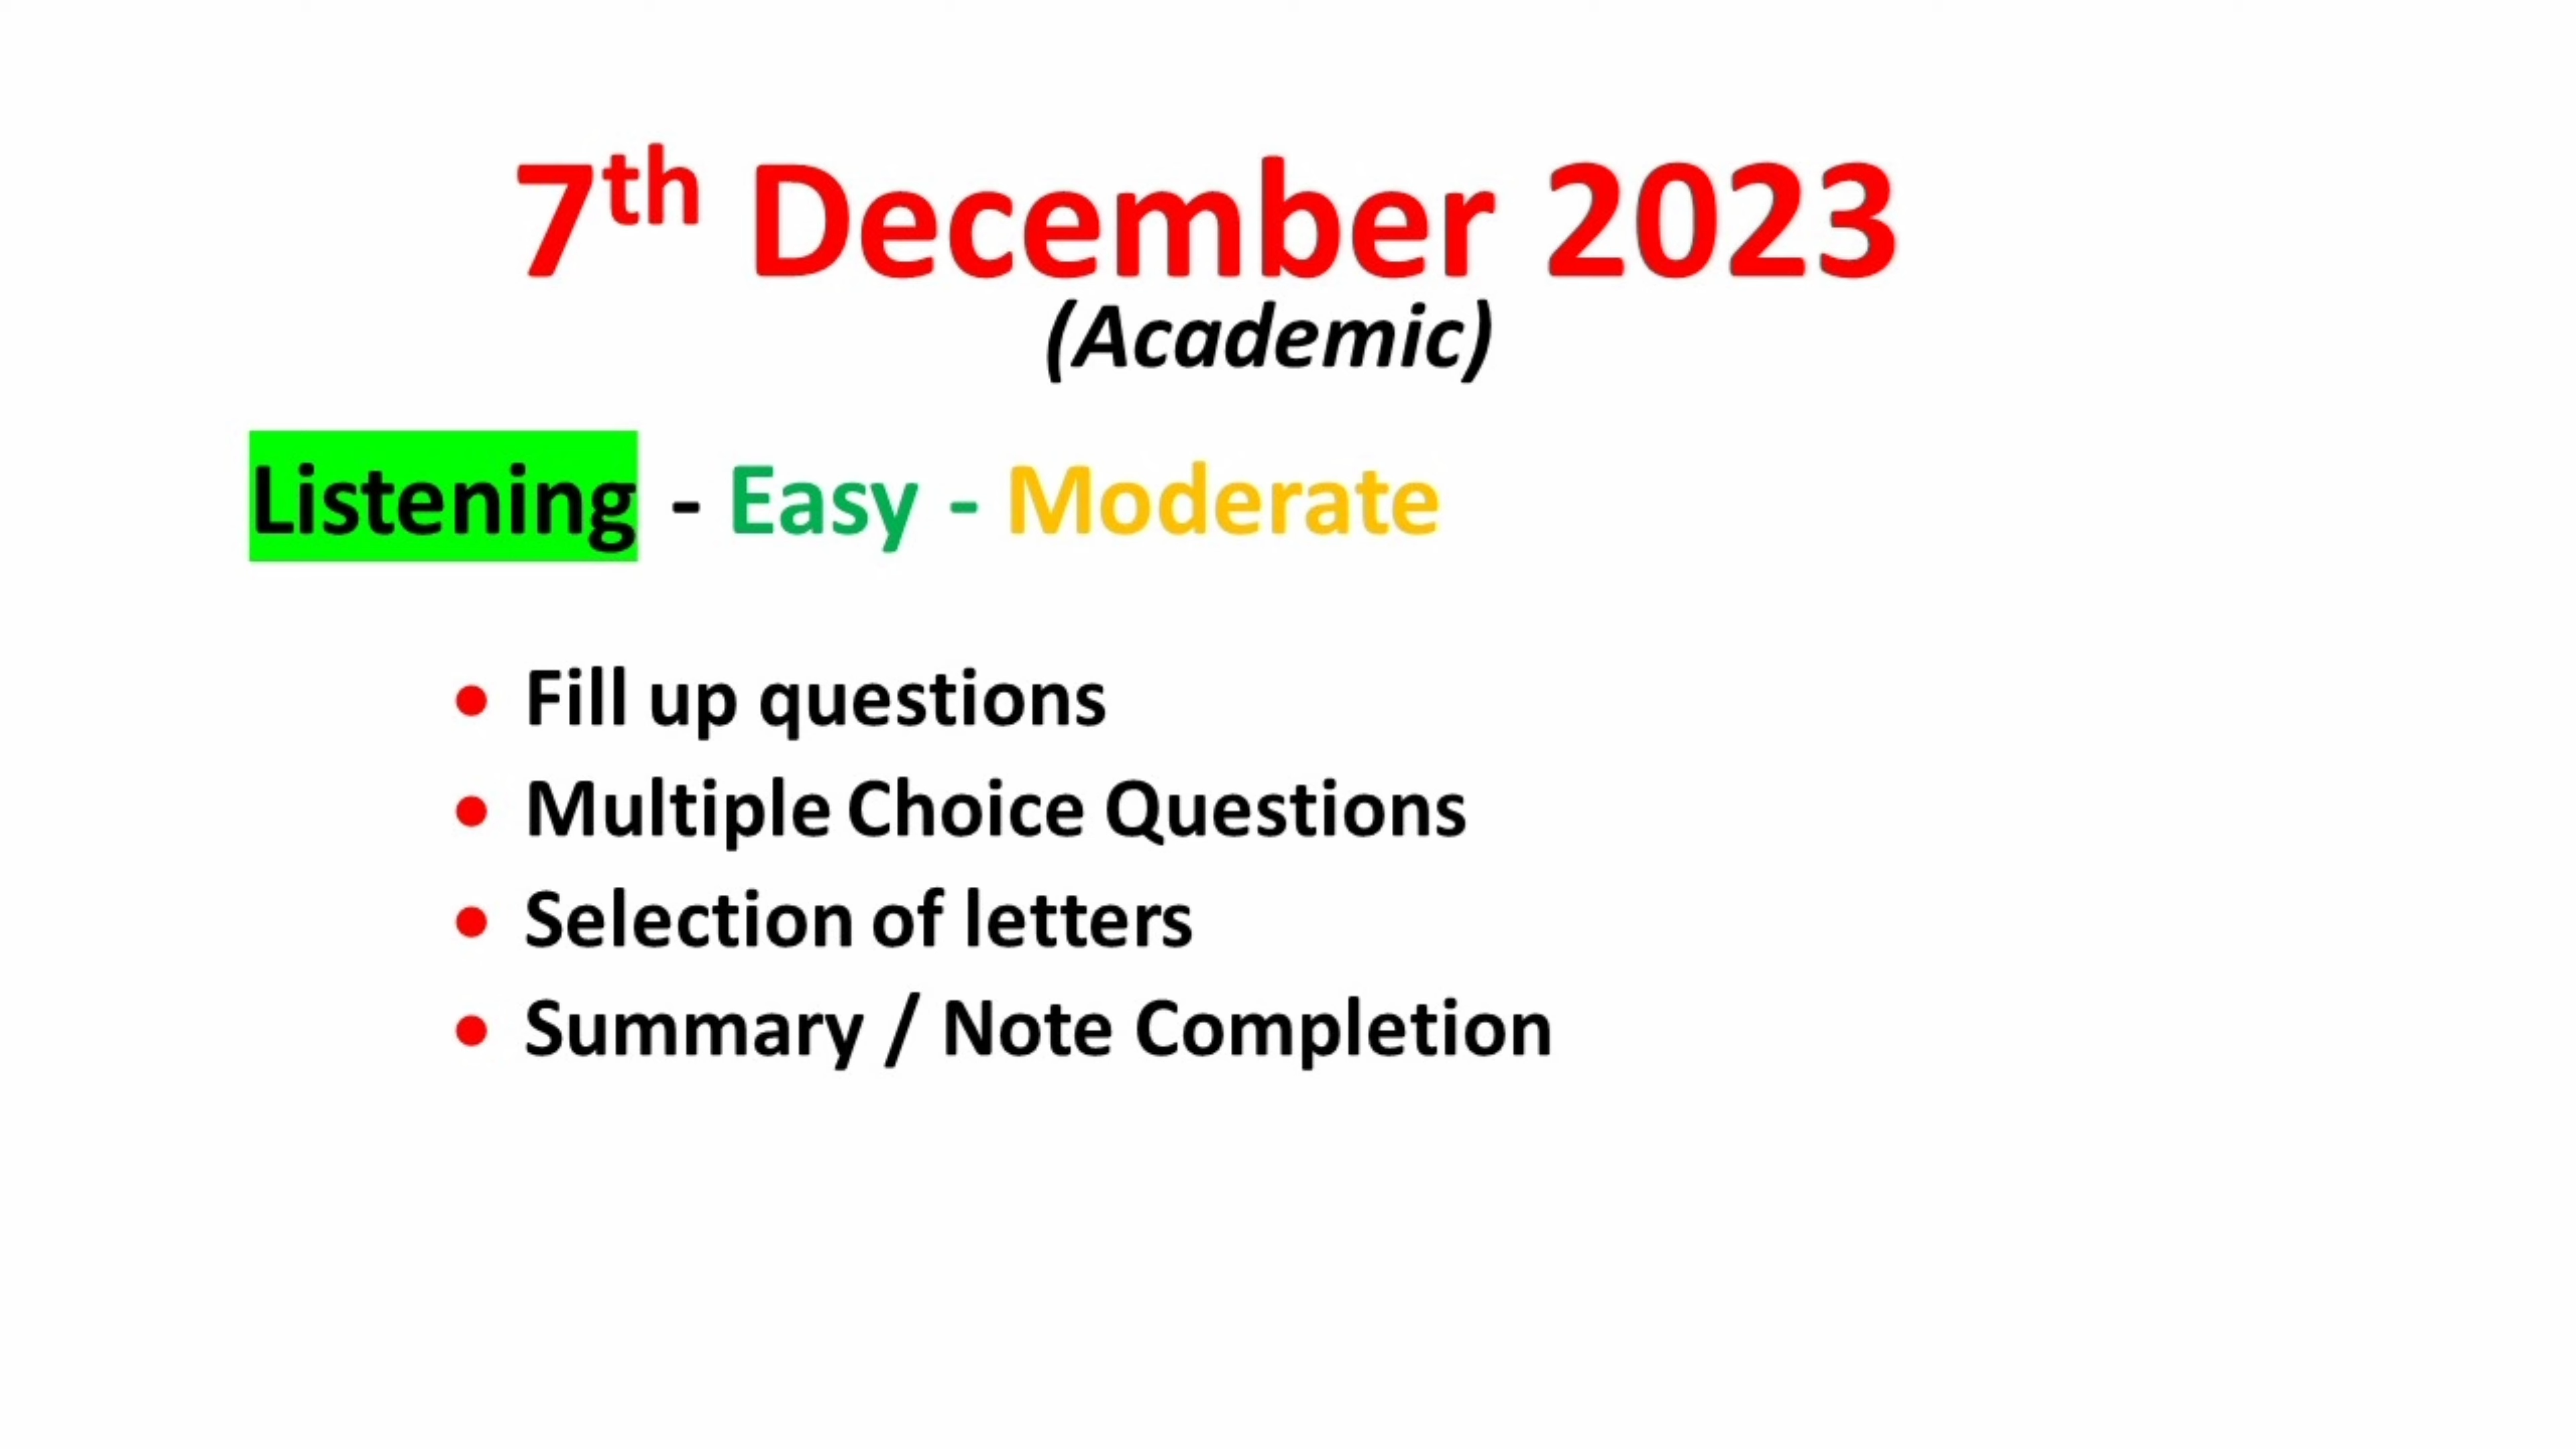 7th December 2023
(Academic)
Listening - Easy - Moderate
• Fill up questions
• Multiple Choice Questions
• Selection of letters
• Summary / Note Completion